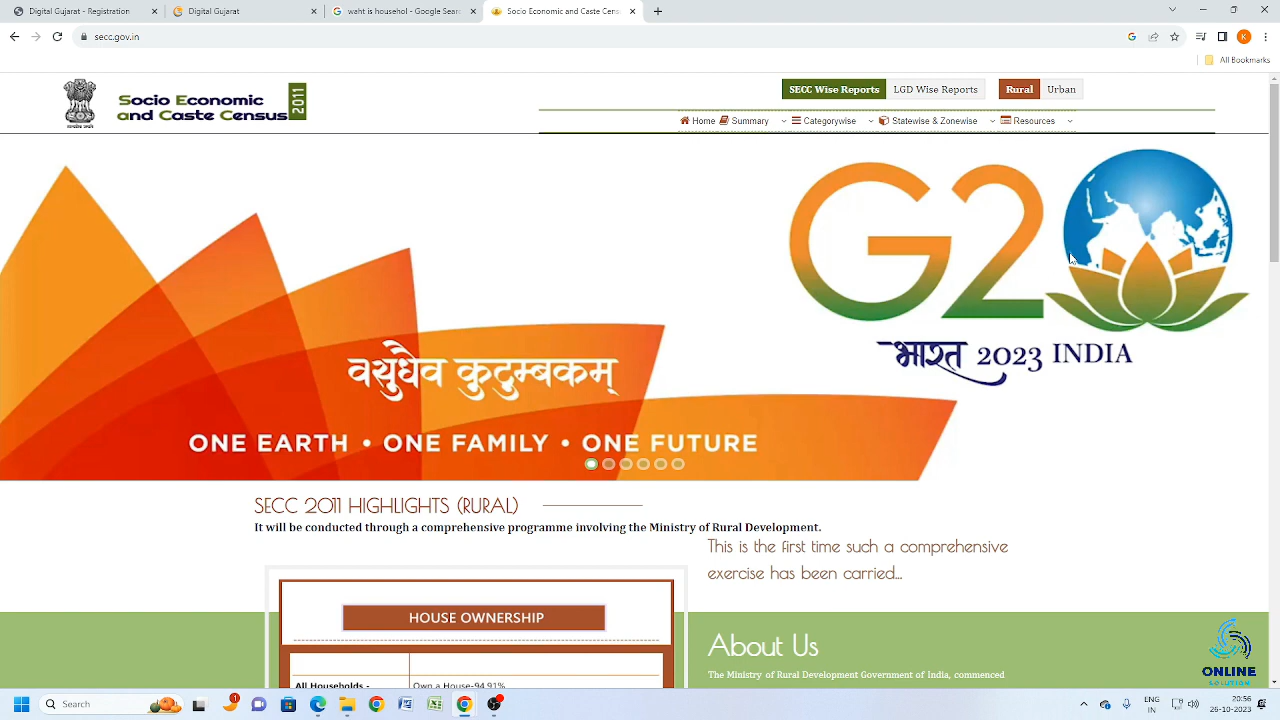 Digital Gujarat - Registration
Digital Gujarat
want is household - Google Sear
Socio Economic and Caste Cens
secc.gov.in
All Bookmarks
Socio Economic
and Caste Census
2011
SECC Wise Reports
LGD Wise Reports
Rural
Urban
Home
Summary
Categorywise
Statewise & Zonewise
Resources
G2
भारत 2023 INDIA
वसुधैव कुटुम्बकम्
ONE EARTH • ONE FAMILY • ONE FUTURE
SECC 2011 HIGHLIGHTS (RURAL)
It will be conducted through a comprehensive programme involving the Ministry of Rural Development.
This is the first time such a comprehensive
exercise has been carried...
HOUSE OWNERSHIP
All Households - Own a House-94.91%
About Us
The Ministry of Rural Development Government of India, commenced
ONLINE
SOLUTION
Search
ENG
IN
20:56
26-10-2023